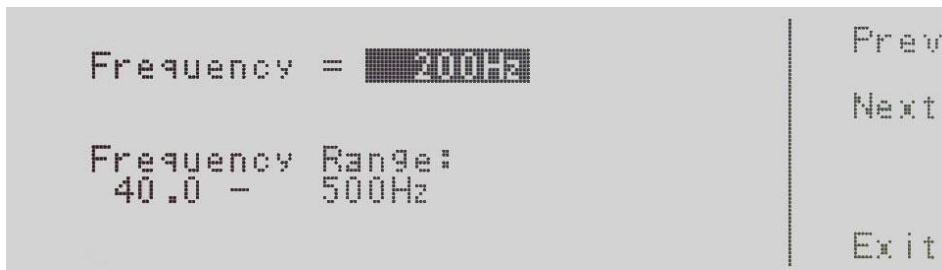 Frequency = 200Hz
Frequency Range:
40.0 - 500Hz
Prev
Next
Exit